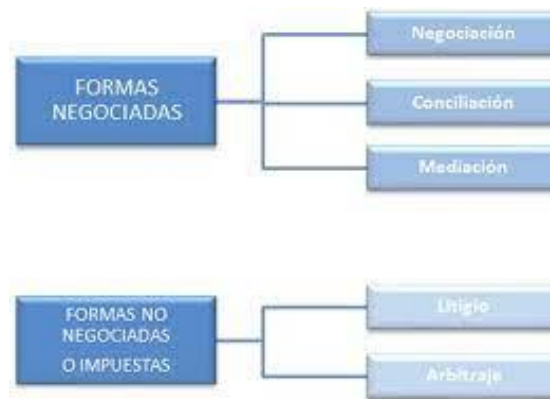 FORMAS
NEGOCIADAS
Negociación
Conciliación
Mediación
FORMAS NO
NEGOCIADAS
O IMPUESTAS
Litigio
Arbitraje